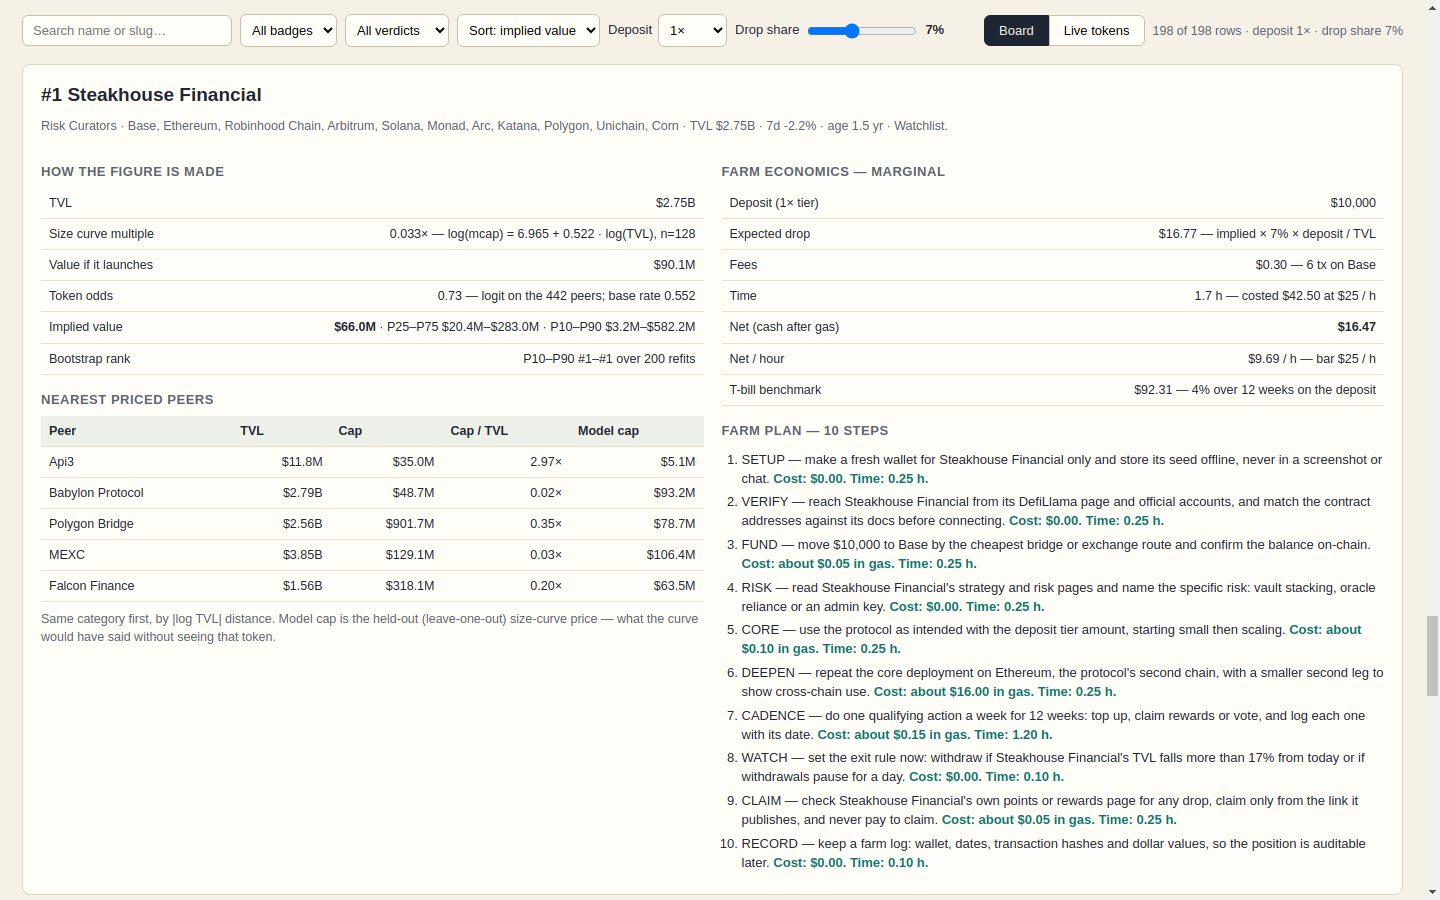 Search name or slug…
All badges
All verdicts
Sort: implied value
Deposit
1×
Drop share
7%
Board
Live tokens
198 of 198 rows · deposit 1× · drop share 7%
#1 Steakhouse Financial
Risk Curators · Base, Ethereum, Robinhood Chain, Arbitrum, Solana, Monad, Arc, Katana, Polygon, Unichain, Corn · TVL $2.75B · 7d -2.2% · age 1.5 yr · Watchlist.
HOW THE FIGURE IS MADE
TVL $2.75B
Size curve multiple 0.033× — log(mcap) = 6.965 + 0.522 · log(TVL), n=128
Value if it launches $90.1M
Token odds 0.73 — logit on the 442 peers; base rate 0.552
Implied value $66.0M · P25–P75 $20.4M–$283.0M · P10–P90 $3.2M–$582.2M
Bootstrap rank P10–P90 #1–#1 over 200 refits
NEAREST PRICED PEERS
Peer TVL Cap Cap / TVL Model cap
Api3 $11.8M $35.0M 2.97× $5.1M
Babylon Protocol $2.79B $48.7M 0.02× $93.2M
Polygon Bridge $2.56B $901.7M 0.35× $78.7M
MEXC $3.85B $129.1M 0.03× $106.4M
Falcon Finance $1.56B $318.1M 0.20× $63.5M
Same category first, by |log TVL| distance. Model cap is the held-out (leave-one-out) size-curve price — what the curve
would have said without seeing that token.
FARM ECONOMICS — MARGINAL
Deposit (1× tier) $10,000
Expected drop $16.77 — implied × 7% × deposit / TVL
Fees $0.30 — 6 tx on Base
Time 1.7 h — costed $42.50 at $25 / h
Net (cash after gas) $16.47
Net / hour $9.69 / h — bar $25 / h
T-bill benchmark $92.31 — 4% over 12 weeks on the deposit
FARM PLAN — 10 STEPS
1. SETUP — make a fresh wallet for Steakhouse Financial only and store its seed offline, never in a screenshot or
chat. Cost: $0.00. Time: 0.25 h.
2. VERIFY — reach Steakhouse Financial from its DefiLlama page and official accounts, and match the contract
addresses against its docs before connecting. Cost: $0.00. Time: 0.25 h.
3. FUND — move $10,000 to Base by the cheapest bridge or exchange route and confirm the balance on-chain.
Cost: about $0.05 in gas. Time: 0.25 h.
4. RISK — read Steakhouse Financial's strategy and risk pages and name the specific risk: vault stacking, oracle
reliance or an admin key. Cost: $0.00. Time: 0.25 h.
5. CORE — use the protocol as intended with the deposit tier amount, starting small then scaling. Cost: about
$0.10 in gas. Time: 0.25 h.
6. DEEPEN — repeat the core deployment on Ethereum, the protocol's second chain, with a smaller second leg to
show cross-chain use. Cost: about $16.00 in gas. Time: 0.25 h.
7. CADENCE — do one qualifying action a week for 12 weeks: top up, claim rewards or vote, and log each one
with its date. Cost: about $0.15 in gas. Time: 1.20 h.
8. WATCH — set the exit rule now: withdraw if Steakhouse Financial's TVL falls more than 17% from today or if
withdrawals pause for a day. Cost: $0.00. Time: 0.10 h.
9. CLAIM — check Steakhouse Financial's own points or rewards page for any drop, claim only from the link it
publishes, and never pay to claim. Cost: about $0.05 in gas. Time: 0.25 h.
10. RECORD — keep a farm log: wallet, dates, transaction hashes and dollar values, so the position is auditable
later. Cost: $0.00. Time: 0.10 h.